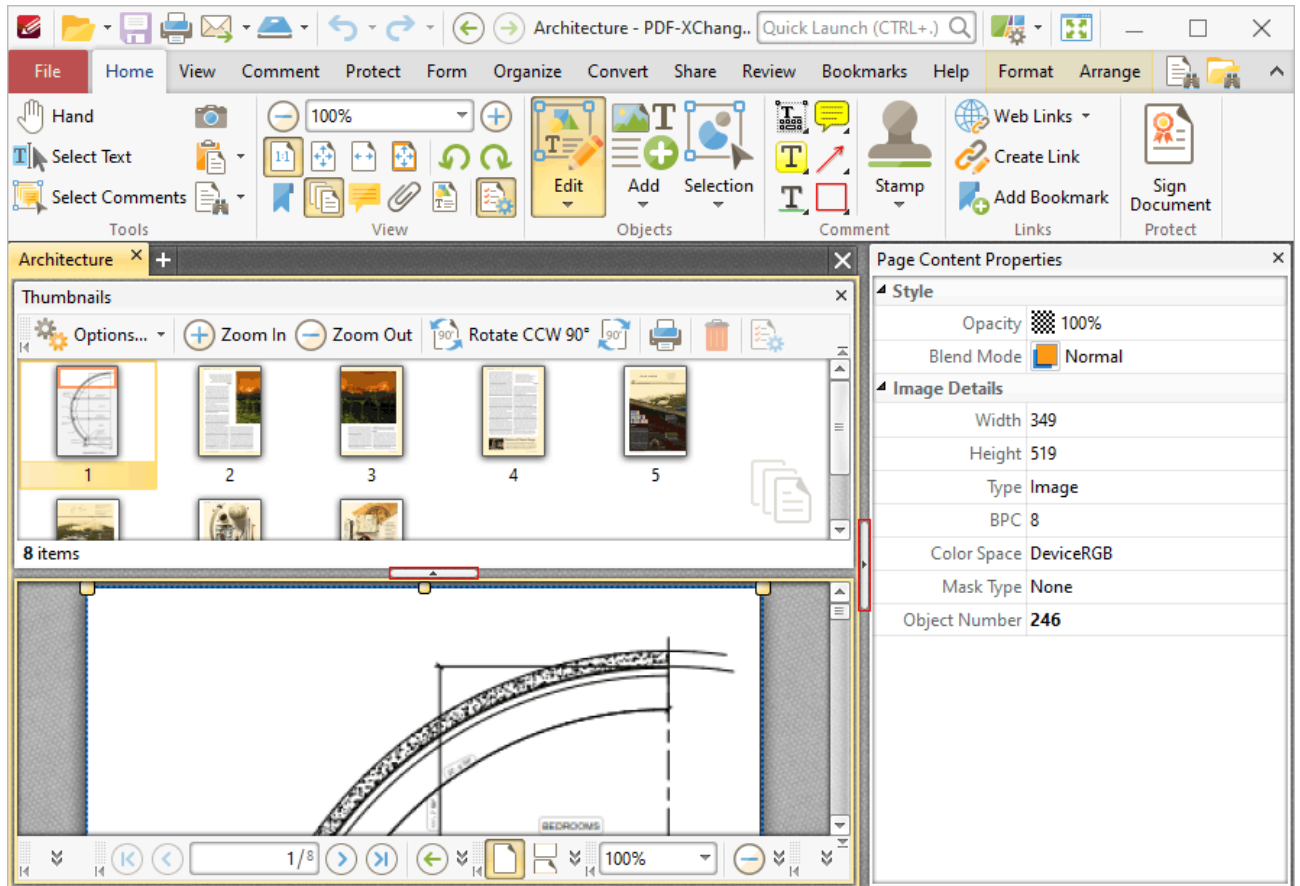 Architecture - PDF-XChang.. Quick Launch (CTRL+.)
File Home View Comment Protect Form Organize Convert Share Review Bookmarks Help Format Arrange
Hand 100% Web Links
Select Text 1:1 Create Link
Select Comments Edit Add Selection Stamp Add Bookmark Sign Document
Tools View Objects Comment Links Protect
Architecture Page Content Properties
Thumbnails
Options... Zoom In Zoom Out 90° Rotate CCW 90° 90°
1 2 3 4 5
8 items
BEDROOMS
1/8 100%
Style
Opacity 100%
Blend Mode Normal
Image Details
Width 349
Height 519
Type Image
BPC 8
Color Space DeviceRGB
Mask Type None
Object Number 246